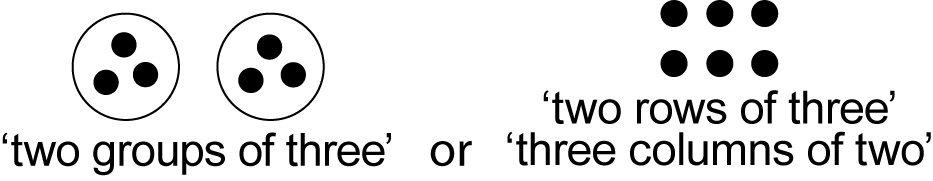 ‘two groups of three’ or
‘two rows of three’
‘three columns of two’